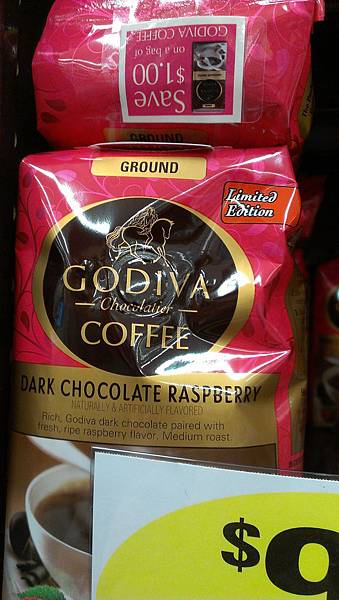 Save
$1.00
on a bag of
GODIVA COFFEE
GROUND
GROUND
Limited
Edition
GODIVA
Chocolatier
COFFEE
DARK CHOCOLATE RASPBERRY
NATURALLY & ARTIFICIALLY FLAVORED
Rich, Godiva dark chocolate paired with
fresh, ripe raspberry flavor. Medium roast.
$9